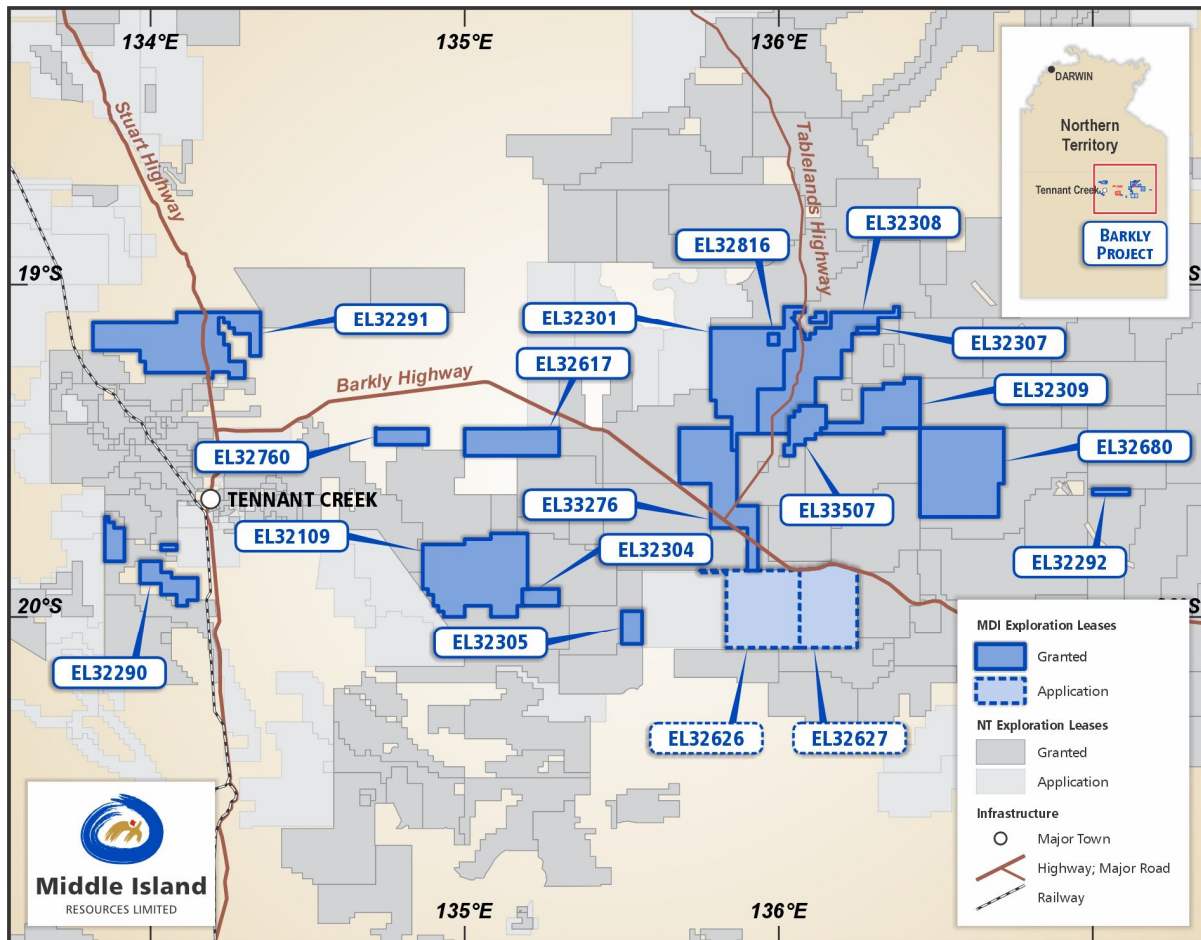 134°E
135°E
136°E
Stuart Highway
Tablelands Highway
DARWIN
Northern
Territory
Tennant Creek
BARKLY
PROJECT
EL32308
EL32816
19°S
S
EL32291
EL32301
EL32307
EL32617
Barkly Highway
EL32309
EL32760
EL32680
TENNANT CREEK
EL33276
EL33507
EL32109
EL32304
EL32292
20°S
EL32305
EL32290
EL32626
EL32627
MDI Exploration Leases
Granted
Application
NT Exploration Leases
Granted
Application
Infrastructure
Major Town
Highway; Major Road
Railway
Middle Island
RESOURCES LIMITED
135°E
136°E